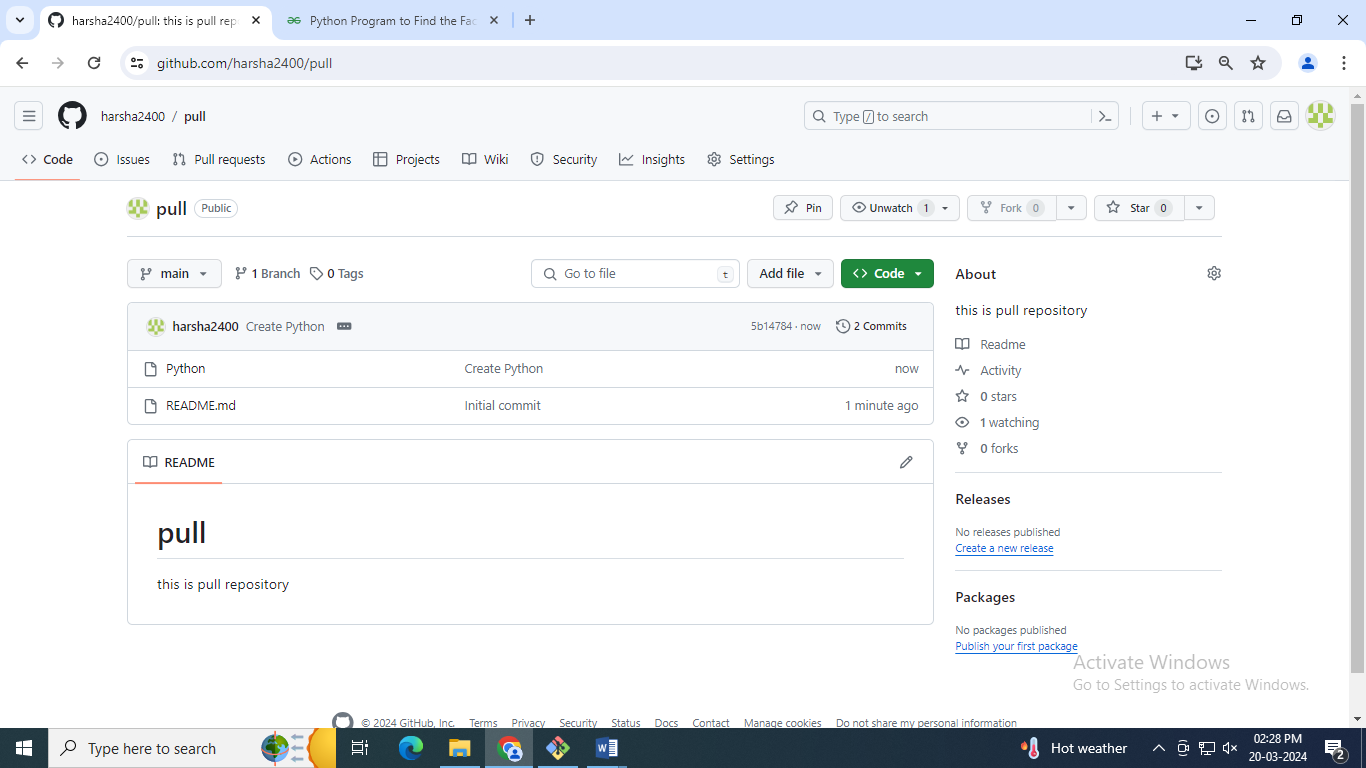 harsha2400/pull: this is pull rep
Python Program to Find the Fac
github.com/harsha2400/pull
harsha2400 / pull
Type / to search
Code Issues Pull requests Actions Projects Wiki Security Insights Settings
pull Public
Pin Unwatch 1 Fork 0 Star 0
main 1 Branch 0 Tags Go to file t Add file Code
harsha2400 Create Python 5b14784 · now 2 Commits
Python Create Python now
README.md Initial commit 1 minute ago
README
pull
this is pull repository
About
this is pull repository
Readme
Activity
0 stars
1 watching
0 forks
Releases
No releases published
Create a new release
Packages
No packages published
Publish your first package
Activate Windows
Go to Settings to activate Windows.
© 2024 GitHub, Inc. Terms Privacy Security Status Docs Contact Manage cookies Do not share my personal information
Type here to search
Hot weather
02:28 PM
20-03-2024
2